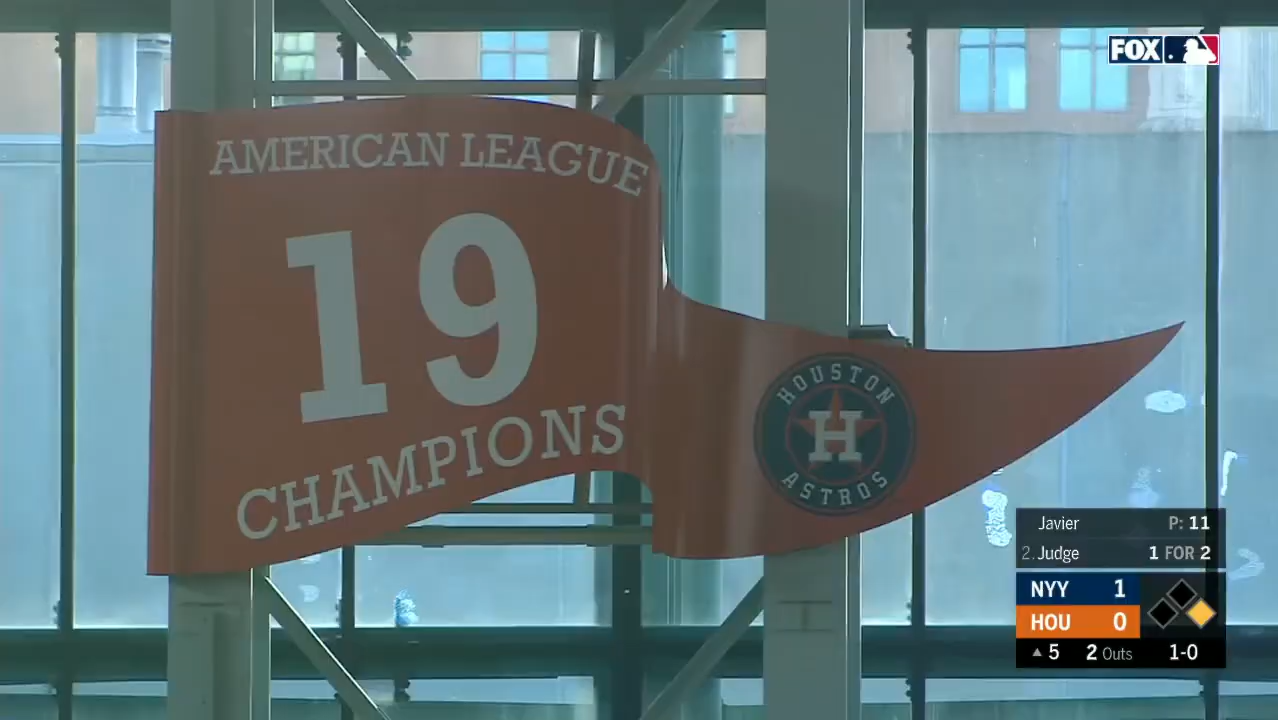 FOX MLB
AMERICAN LEAGUE
19
CHAMPIONS
HOUSTON
H
ASTROS
Javier P: 11
2. Judge 1 FOR 2
NYY 1
HOU 0
▲ 5 2 Outs 1-0